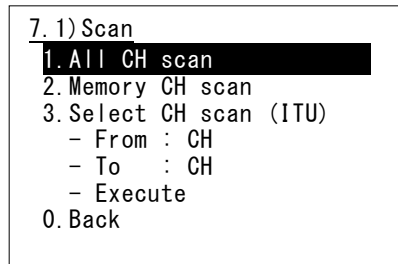 7.1)Scan
1.All CH scan
2.Memory CH scan
3.Select CH scan (ITU)
- From : CH
- To : CH
- Execute
0.Back